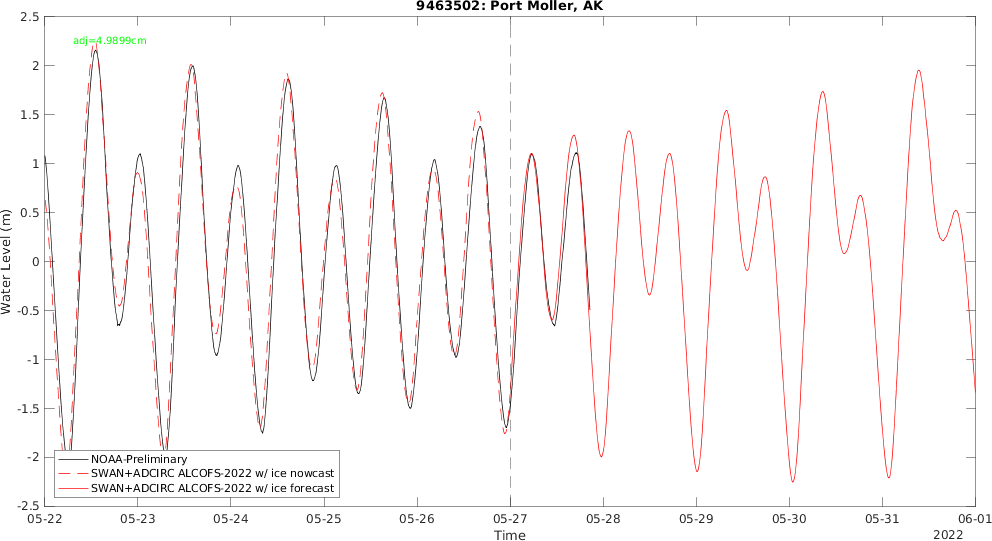 9463502: Port Moller, AK
adj=4.9899cm
2.5
2
1.5
1
0.5
0
-0.5
-1
-1.5
-2
-2.5
Water Level (m)
NOAA-Preliminary
SWAN+ADCIRC ALCOFS-2022 w/ ice nowcast
SWAN+ADCIRC ALCOFS-2022 w/ ice forecast
05-22 05-23 05-24 05-25 05-26 05-27 05-28 05-29 05-30 05-31 06-01
Time
2022